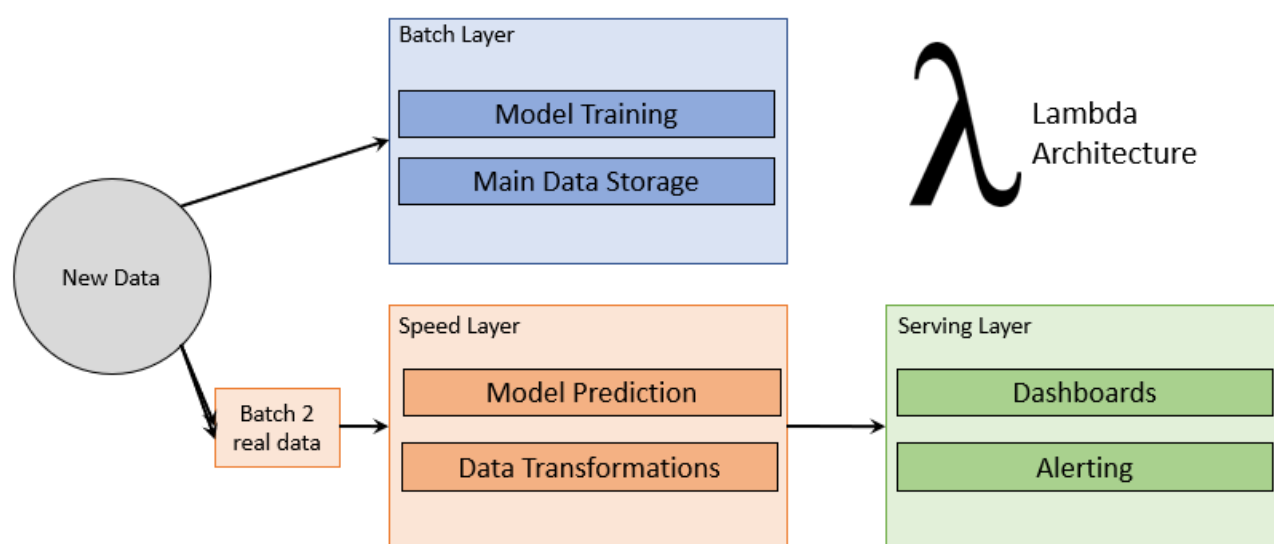 Batch Layer
Model Training
Main Data Storage
λ
Lambda
Architecture
New Data
Batch 2
real data
Speed Layer
Model Prediction
Data Transformations
Serving Layer
Dashboards
Alerting